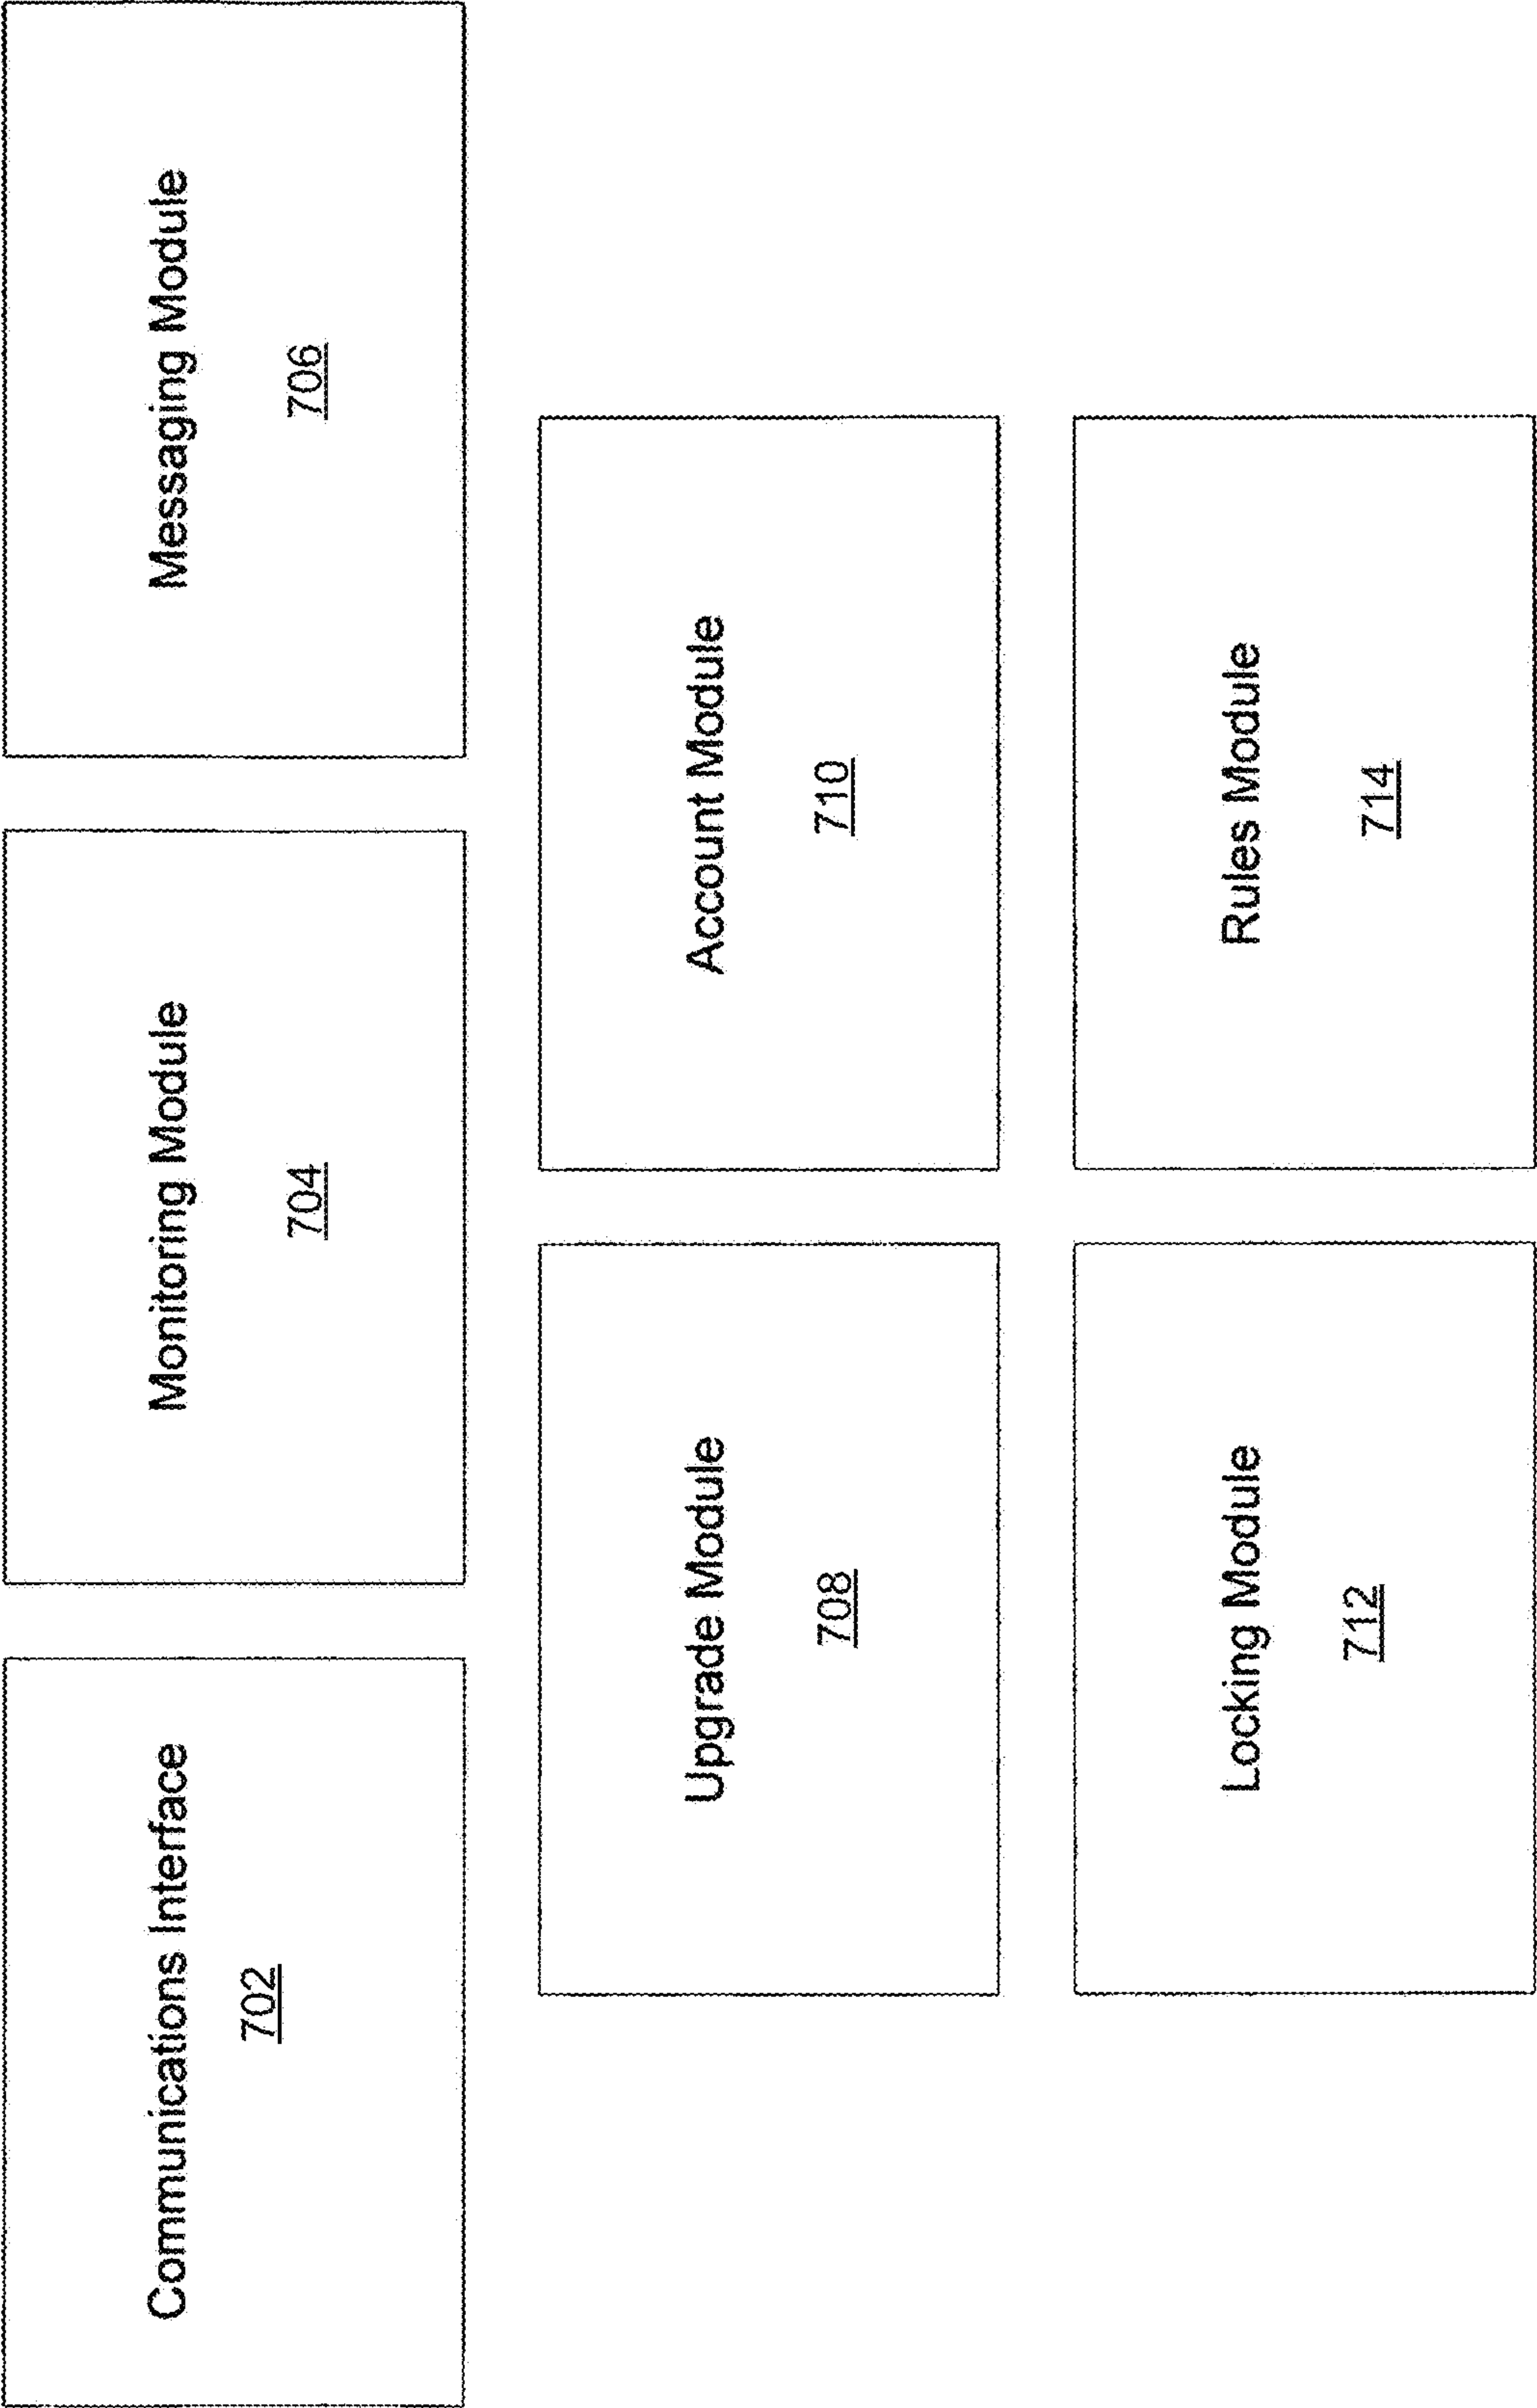 Communications Interface
702
Monitoring Module
704
Messaging Module
706
Upgrade Module
708
Account Module
710
Locking Module
712
Rules Module
714